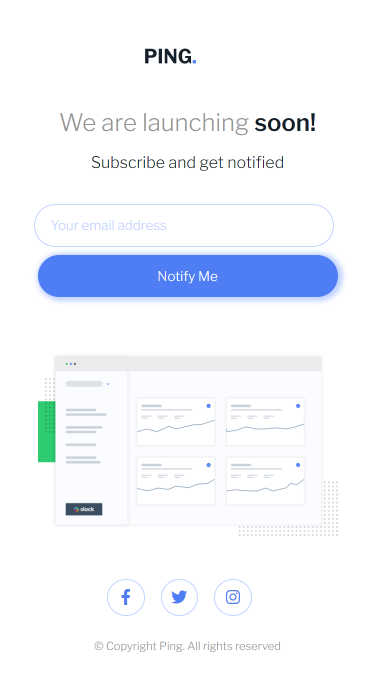 PING.
We are launching soon!
Subscribe and get notified
Your email address
Notify Me
slack
© Copyright Ping. All rights reserved